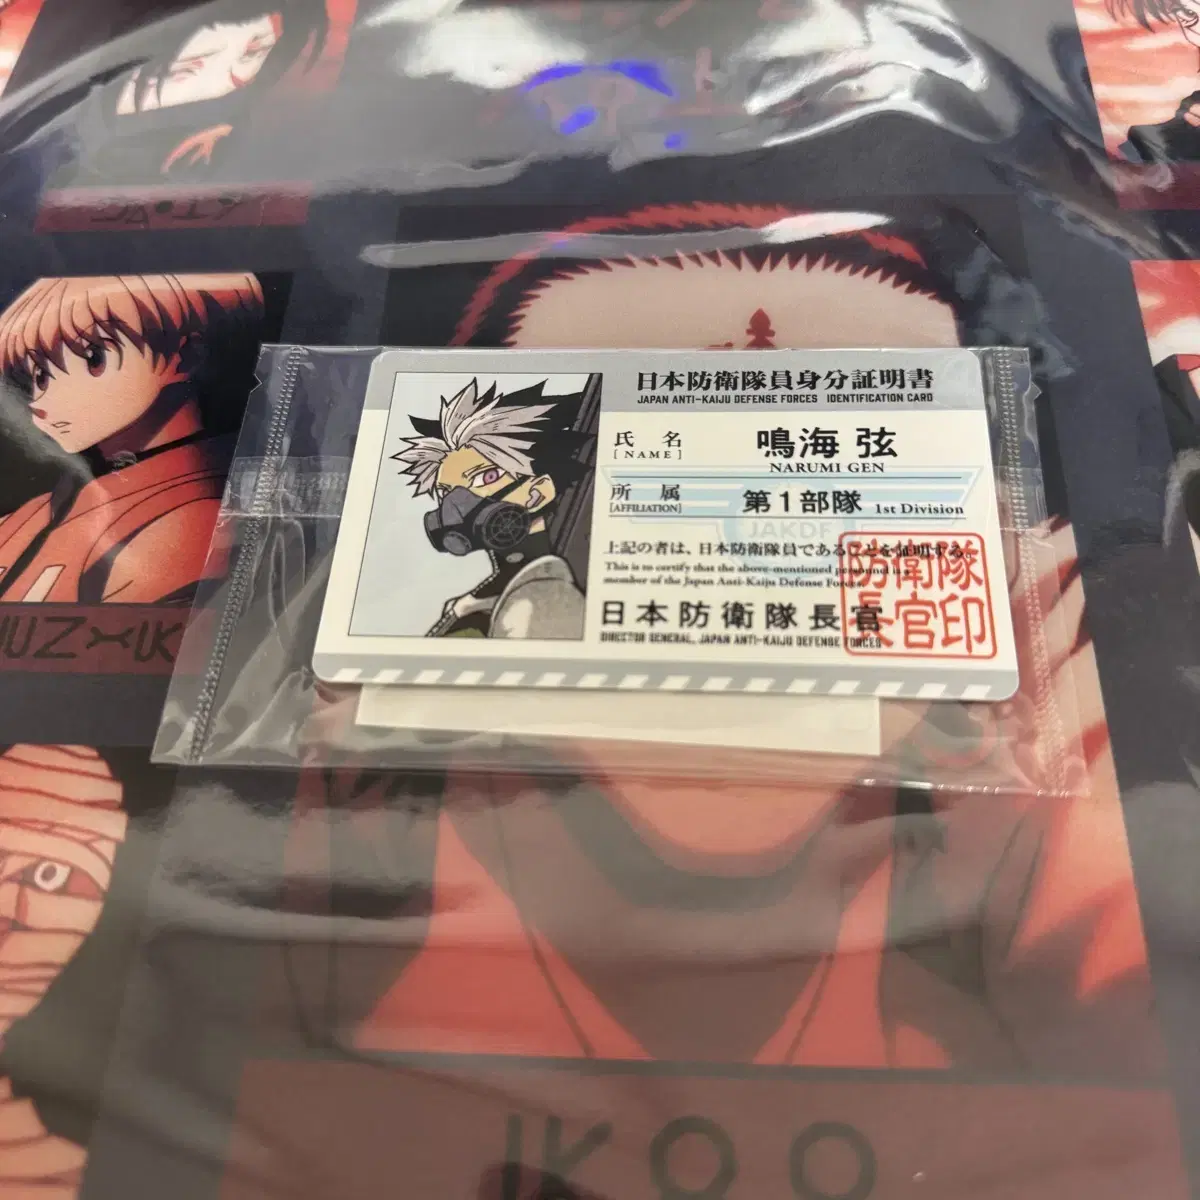 日本防衛隊員身分証明書
JAPAN ANTI-KAIJU DEFENSE FORCES IDENTIFICATION CARD
氏 名
[NAME]
鳴海 弦
NARUMI GEN
所 属
[AFFILIATION]
第1部隊 1st Division
JAKDF
上記の者は、日本防衛隊員であることを証明する。
This is to certify that the above-mentioned personnel is a
member of the Japan Anti-Kaiju Defense Forces.
日本防衛隊長官
DIRECTOR GENERAL, JAPAN ANTI-KAIJU DEFENSE FORCES
防衛隊
長官印